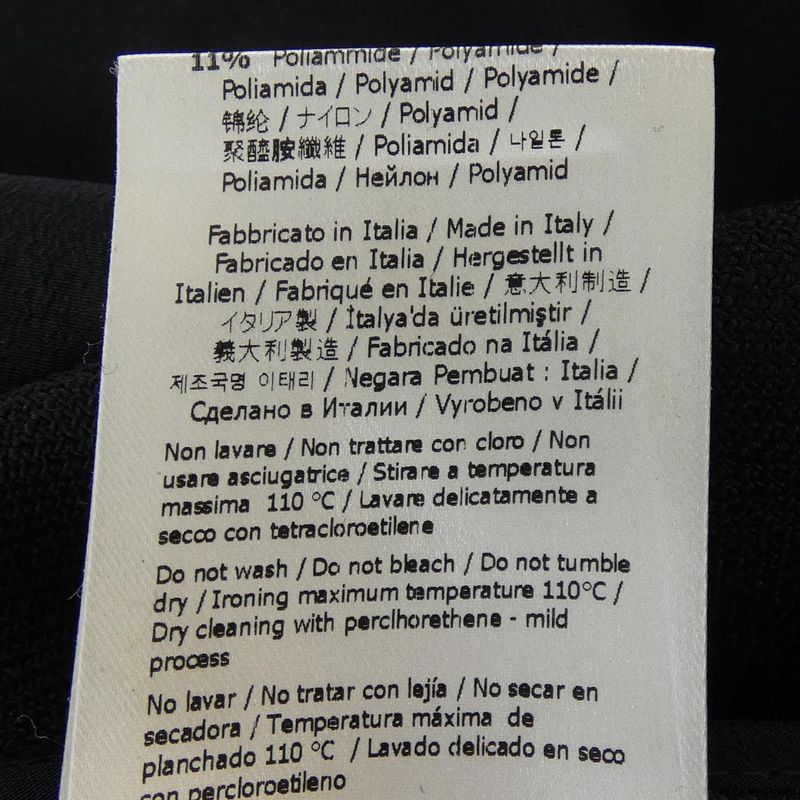 11% Poliammide / Polyamide /
Poliamida / Polyamid / Polyamide /
锦纶 / ナイロン / Polyamid /
聚醯胺纖維 / Poliamida / 나일론 /
Poliamida / Нейлон / Polyamid
Fabbricato in Italia / Made in Italy /
Fabricado en Italia / Hergestellt in
Italien / Fabriqué en Italie / 意大利制造 /
イタリア製 / İtalya'da üretilmiştir /
義大利製造 / Fabricado na Itália /
제조국명 이태리 / Negara Pembuat : Italia /
Сделано в Италии / Vyrobeno v Itálii
Non lavare / Non trattare con cloro / Non
usare asciugatrice / Stirare a temperatura
massima 110 °C / Lavare delicatamente a
secco con tetracloroetilene
Do not wash / Do not bleach / Do not tumble
dry / Ironing maximum temperature 110°C /
Dry cleaning with perclhorethene - mild
process
No lavar / No tratar con lejía / No secar en
secadora / Temperatura máxima de
planchado 110 °C / Lavado delicado en seco
con percloroetileno